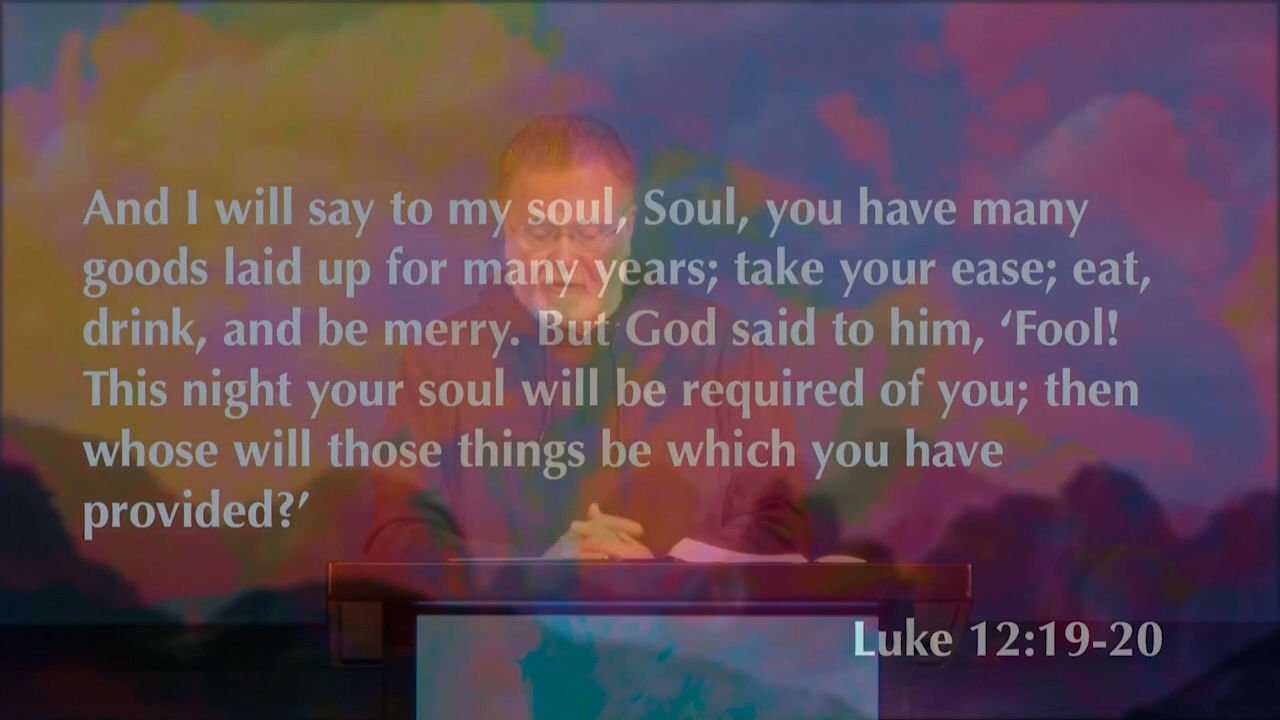 And I will say to my soul, Soul, you have many
goods laid up for many years; take your ease; eat,
drink, and be merry. But God said to him, ‘Fool!
This night your soul will be required of you; then
whose will those things be which you have
provided?’
Luke 12:19-20